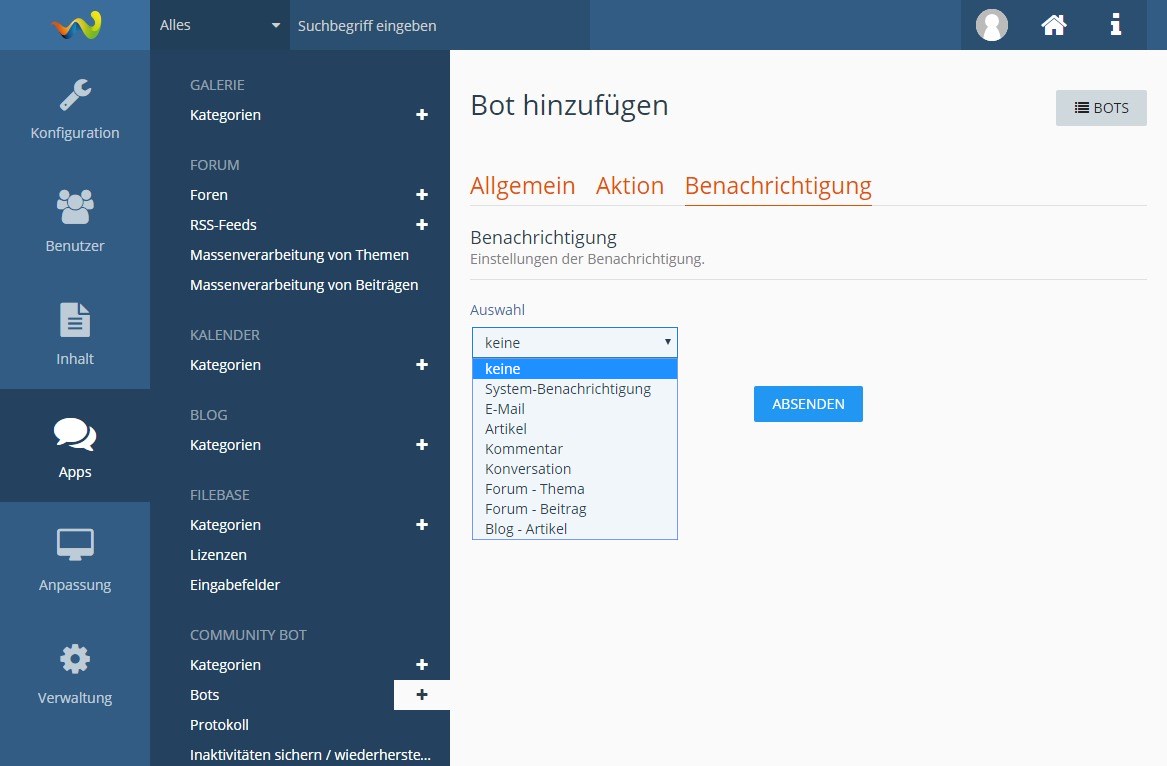 Alles
Suchbegriff eingeben
Konfiguration
Benutzer
Inhalt
Apps
Anpassung
Verwaltung
GALERIE
Kategorien
FORUM
Foren
RSS-Feeds
Massenverarbeitung von Themen
Massenverarbeitung von Beiträgen
KALENDER
Kategorien
BLOG
Kategorien
FILEBASE
Kategorien
Lizenzen
Eingabefelder
COMMUNITY BOT
Kategorien
Bots
Protokoll
Inaktivitäten sichern / wiederherste...
Bot hinzufügen
BOTS
Allgemein Aktion Benachrichtigung
Benachrichtigung
Einstellungen der Benachrichtigung.
Auswahl
keine
keine
System-Benachrichtigung
E-Mail
Artikel
Kommentar
Konversation
Forum - Thema
Forum - Beitrag
Blog - Artikel
ABSENDEN